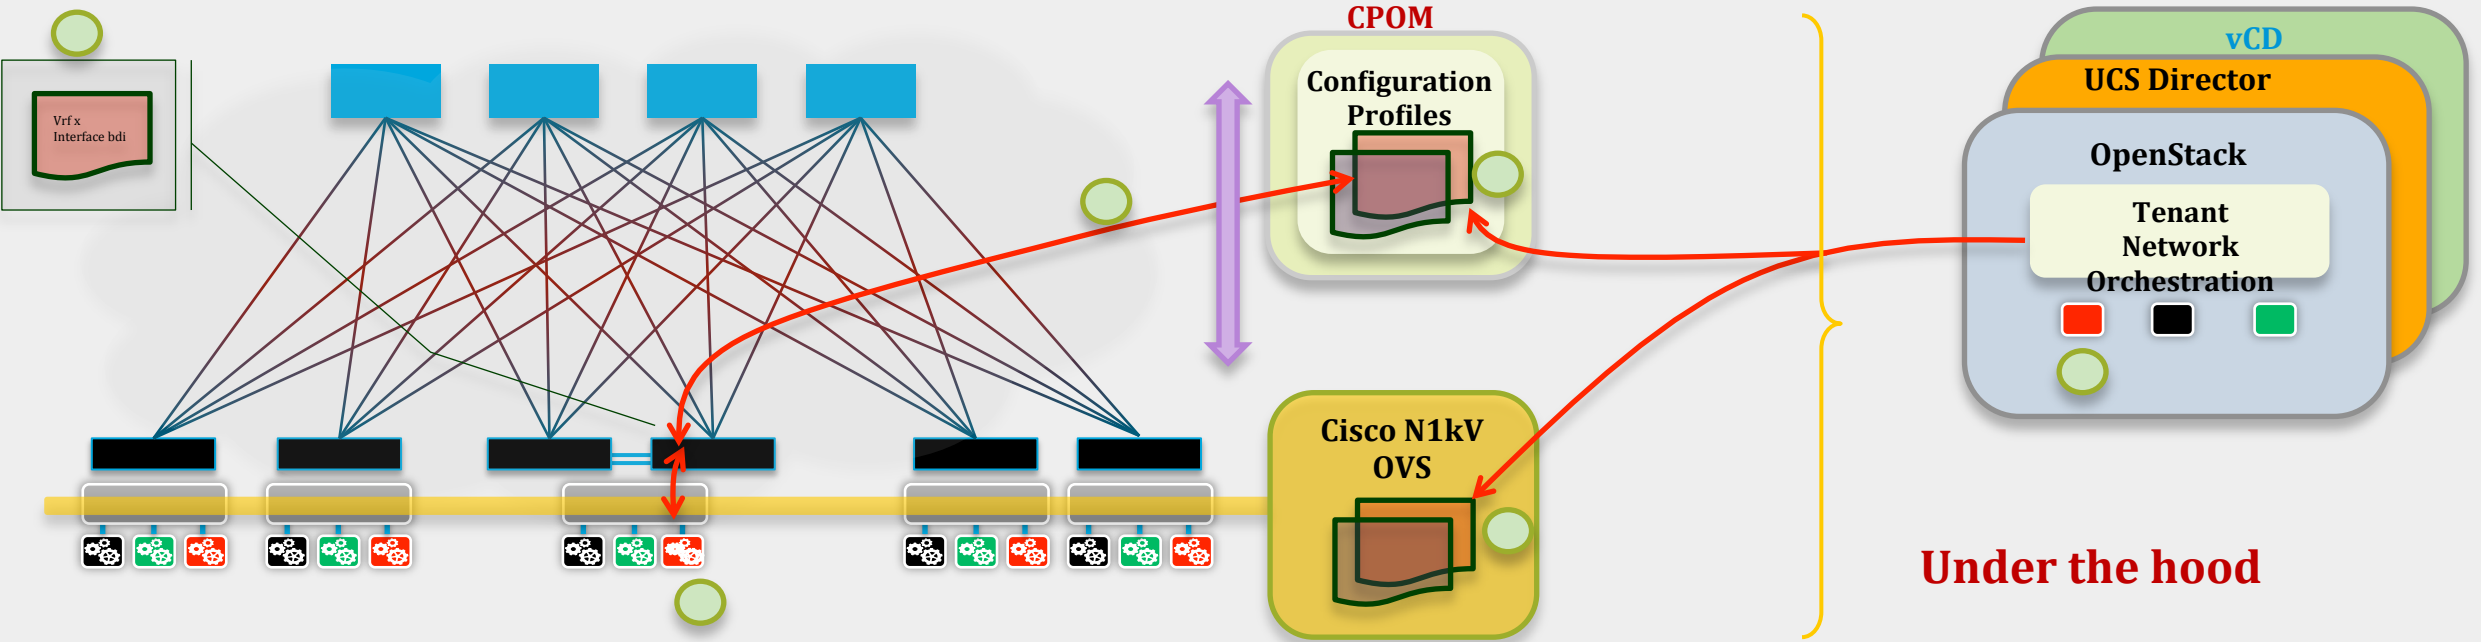 Vrf x
Interface bdi
CPOM
Configuration
Profiles
Cisco N1kV
OVS
vCD
UCS Director
OpenStack
Tenant
Network
Orchestration
Under the hood